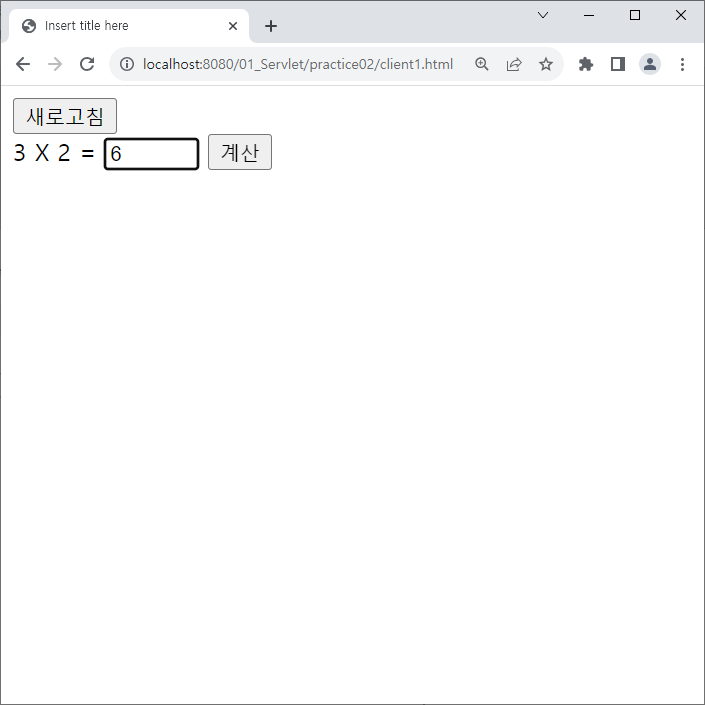 Insert title here
localhost:8080/01_Servlet/practice02/client1.html
새로고침
3 X 2 = 6 계산